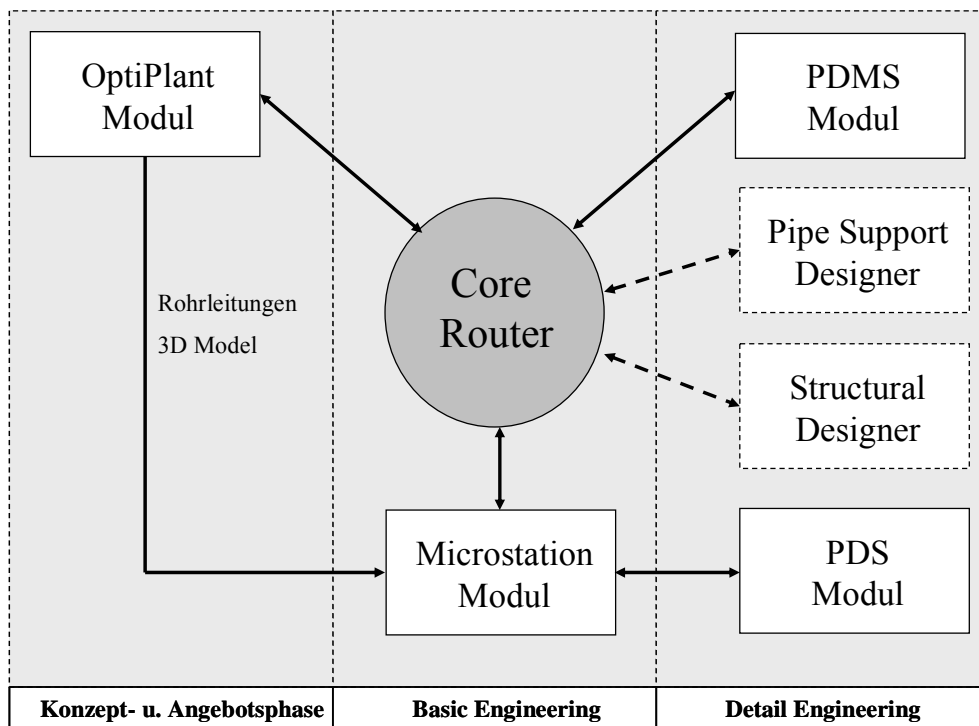 OptiPlant
Modul
PDMS
Modul
Pipe Support
Designer
Core
Router
Rohrleitungen
3D Model
Structural
Designer
Microstation
Modul
PDS
Modul
Konzept- u. Angebotsphase
Basic Engineering
Detail Engineering